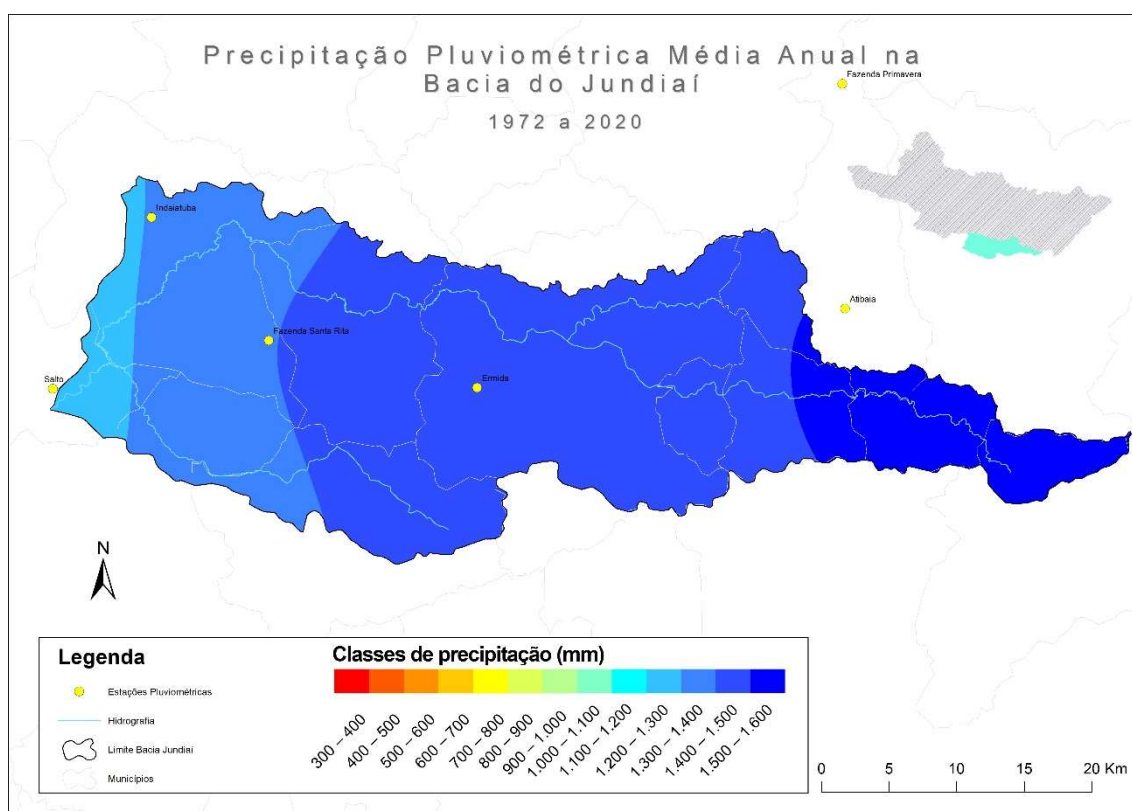 Precipitação Pluviométrica Média Anual na
Bacia do Jundiaí
1972 a 2020
Fazenda Primavera
Indaiatuba
Atibaia
Fazenda Santa Rita
Salto
Ermida
N
Legenda
Estações Pluviométricas
Hidrografia
Limite Bacia Jundiaí
Municípios
Classes de precipitação (mm)
300 – 400
400 – 500
500 – 600
600 – 700
700 – 800
800 – 900
900 – 1.000
1.000 – 1.100
1.100 – 1.200
1.200 – 1.300
1.300 – 1.400
1.400 – 1.500
1.500 – 1.600
0 5 10 15 20 Km